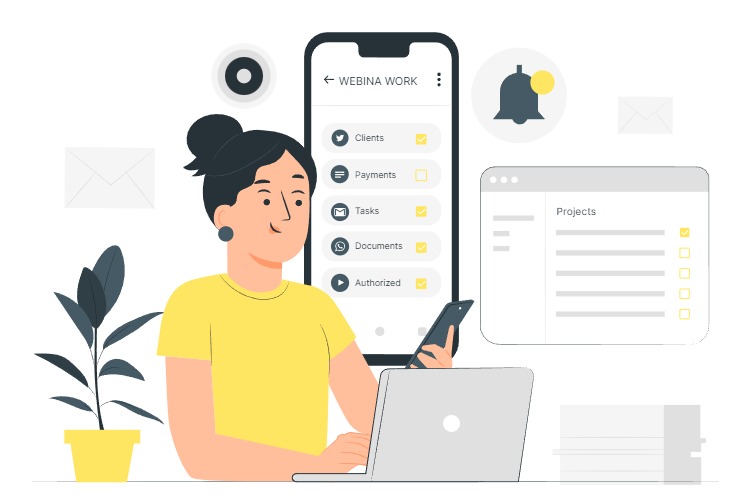 WEBINA WORK
Clients
Payments
Tasks
Documents
Authorized
Projects